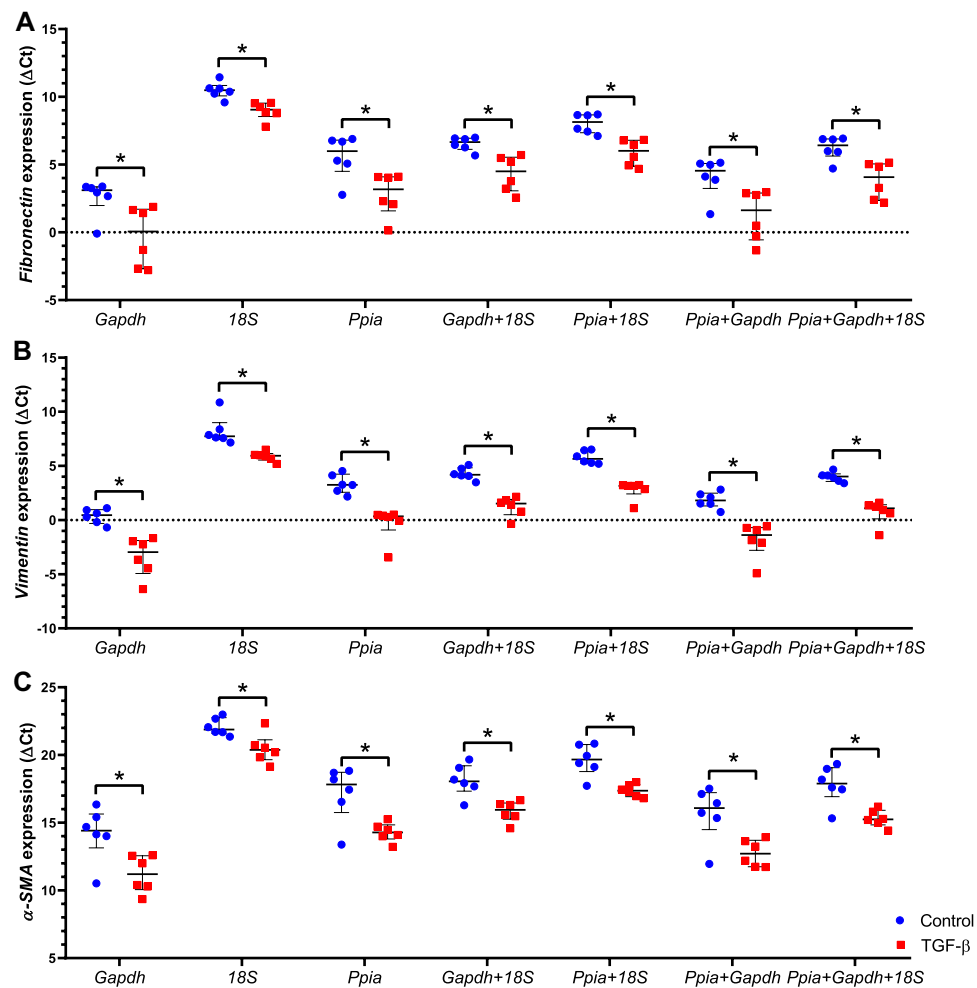 A
Fibronectin expression (ΔCt)
15
10
5
0
-5
*
*
*
*
*
*
*
Gapdh
18S
Ppia
Gapdh+18S
Ppia+18S
Ppia+Gapdh
Ppia+Gapdh+18S
B
Vimentin expression (ΔCt)
15
10
5
0
-5
-10
*
*
*
*
*
*
*
Gapdh
18S
Ppia
Gapdh+18S
Ppia+18S
Ppia+Gapdh
Ppia+Gapdh+18S
C
α-SMA expression (ΔCt)
25
20
15
10
5
*
*
*
*
*
*
*
Control
TGF-β
Gapdh
18S
Ppia
Gapdh+18S
Ppia+18S
Ppia+Gapdh
Ppia+Gapdh+18S